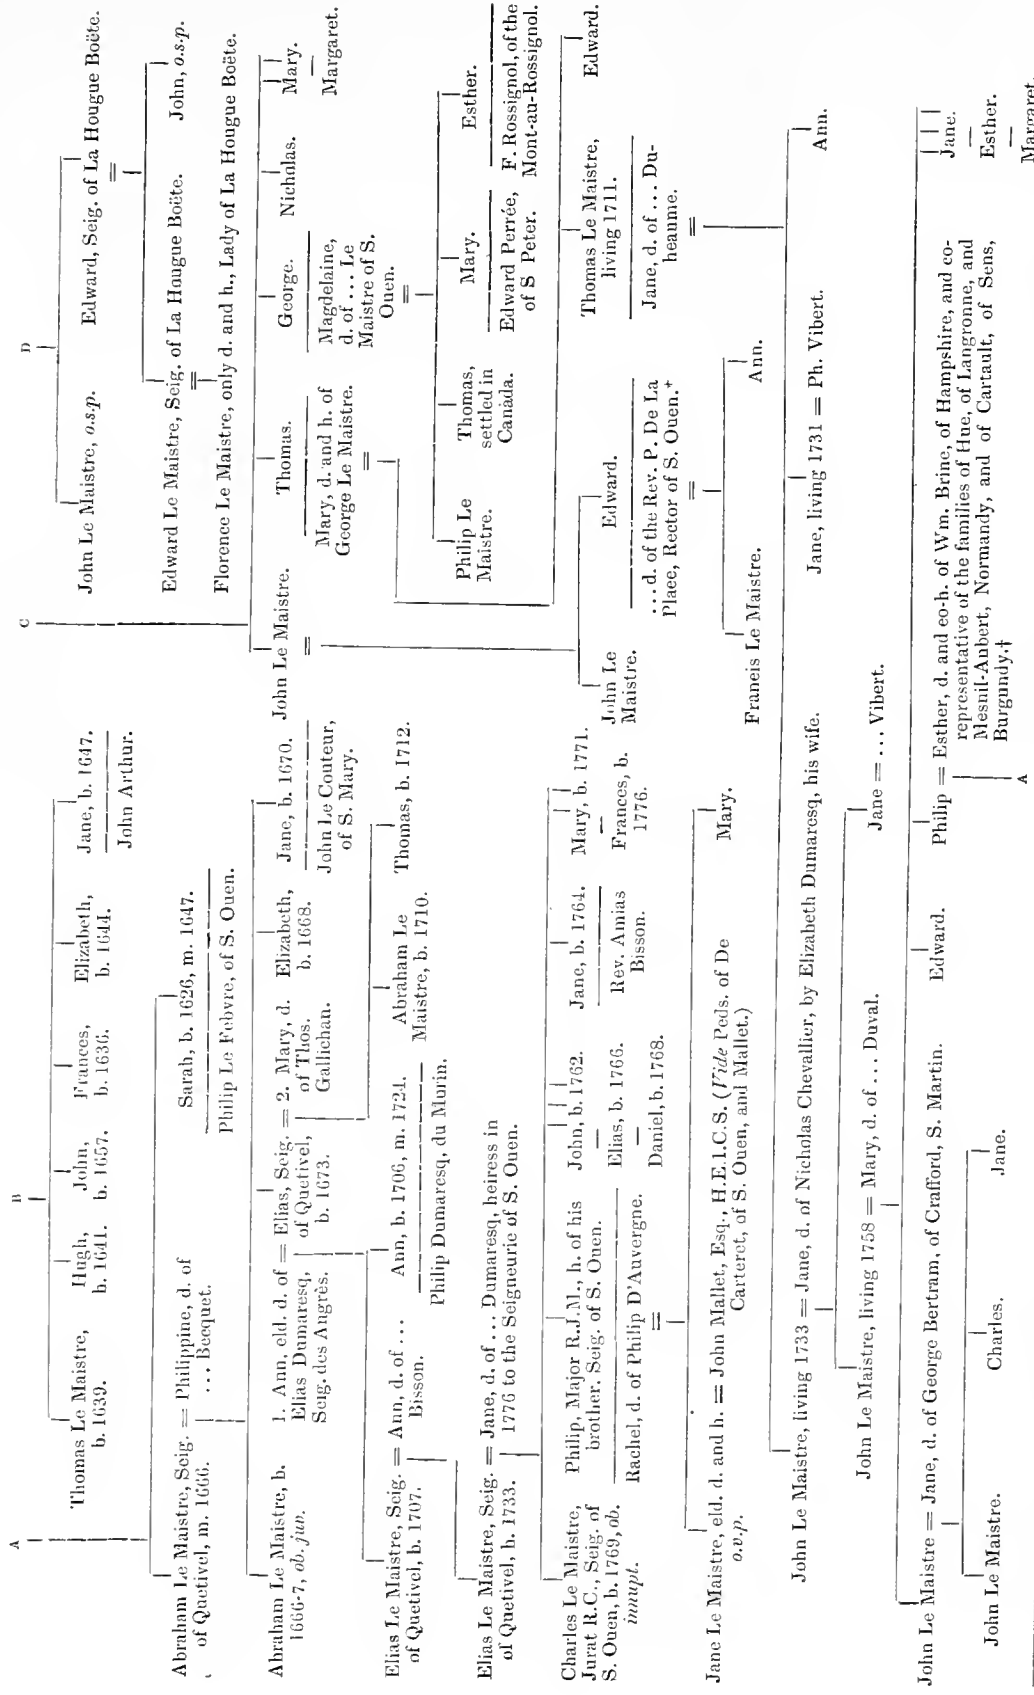 A
B
C
D
Thomas Le Maistre,
b. 1639.
Hugh,
b. 1641.
John,
b. 1657.
Frances,
b. 1636.
Elizabeth,
b. 1644.
Jane, b. 1647.
John Arthur.
John Le Maistre, o.s.p.
Edward, Seig. of La Hougue Boëte.
=
Abraham Le Maistre, Seig. = Philippine, d. of
of Quetivel, m. 1666. ... Becquet.
Sarah, b. 1626, m. 1647.
Philip Le Febvre, of S. Ouen.
Edward Le Maistre, Seig. of La Hougue Boëte.
John, o.s.p.
=
Florence Le Maistre, only d. and h., Lady of La Hougue Boëte.
Abraham Le Maistre, b.
1666-7, ob. jun.
1. Ann, eld. d. of = Elias, Seig. = 2. Mary, d.
Elias Dumaresq, of Quetivel, of Thos.
Seig. des Augrès. b. 1673. Gallichan.
Elizabeth,
b. 1668.
Jane, b. 1670.
John Le Couteur,
of S. Mary.
John Le Maistre.
=
Thomas.
Mary, d. and h. of
George Le Maistre.
=
George.
Magdelaine,
d. of ... Le
Maistre of S.
Ouen.
=
Nicholas.
Mary.
Margaret.
Elias Le Maistre, Seig. = Ann, d. of ...
of Quetivel, b. 1707. Bisson.
Ann, b. 1706, m. 1724.
Philip Dumaresq, du Morin.
Abraham Le
Maistre, b. 1710.
Thomas, b. 1712.
Philip Le
Maistre.
Thomas,
settled in
Canada.
Mary.
Edward Perrée,
of S Peter.
Esther.
F. Rossignol, of the
Mont-au-Rossignol.
Elias Le Maistre, Seig. = Jane, d. of ... Dumaresq, heiress in
of Quetivel, b. 1733. 1776 to the Seigneurie of S. Ouen.
Charles Le Maistre,
Jurat R.C., Seig. of
S. Ouen, b. 1769, ob.
innupt.
Philip, Major R.J.M., h. of his
brother, Seig. of S. Ouen.
Rachel, d. of Philip D'Auvergne.
=
John, b. 1762.
Elias, b. 1766.
Daniel, b. 1768.
Jane, b. 1764.
Rev. Amias
Bisson.
Mary, b. 1771.
Frances, b.
1776.
John Le
Maistre.
Edward.
...d. of the Rev. P. De La
Place, Rector of S. Ouen.+
=
Thomas Le Maistre,
living 1711.
Jane, d. of ... Du-
heaume.
=
Edward.
Jane Le Maistre, eld. d. and h. = John Mallet, Esq., H.E.I.C.S. (Vide Peds. of De
o.v.p. Carteret, of S. Ouen, and Mallet.)
Mary.
Francis Le Maistre.
Ann.
John Le Maistre, living 1733 = Jane, d. of Nicholas Chevallier, by Elizabeth Dumaresq, his wife.
Jane, living 1731 = Ph. Vibert.
Ann.
John Le Maistre, living 1758 = Mary, d. of ... Duval.
Jane = ... Vibert.
John Le Maistre = Jane, d. of George Bertram, of Crafford, S. Martin.
Edward.
Philip = Esther, d. and co-h. of Wm. Brine, of Hampshire, and co-
representative of the families of Hue, of Langronne, and
Mesnil-Aubert, Normandy, and of Cartault, of Sens,
Burgundy.†
A
Jane.
Esther.
Margaret.
John Le Maistre.
Charles.
Jane.